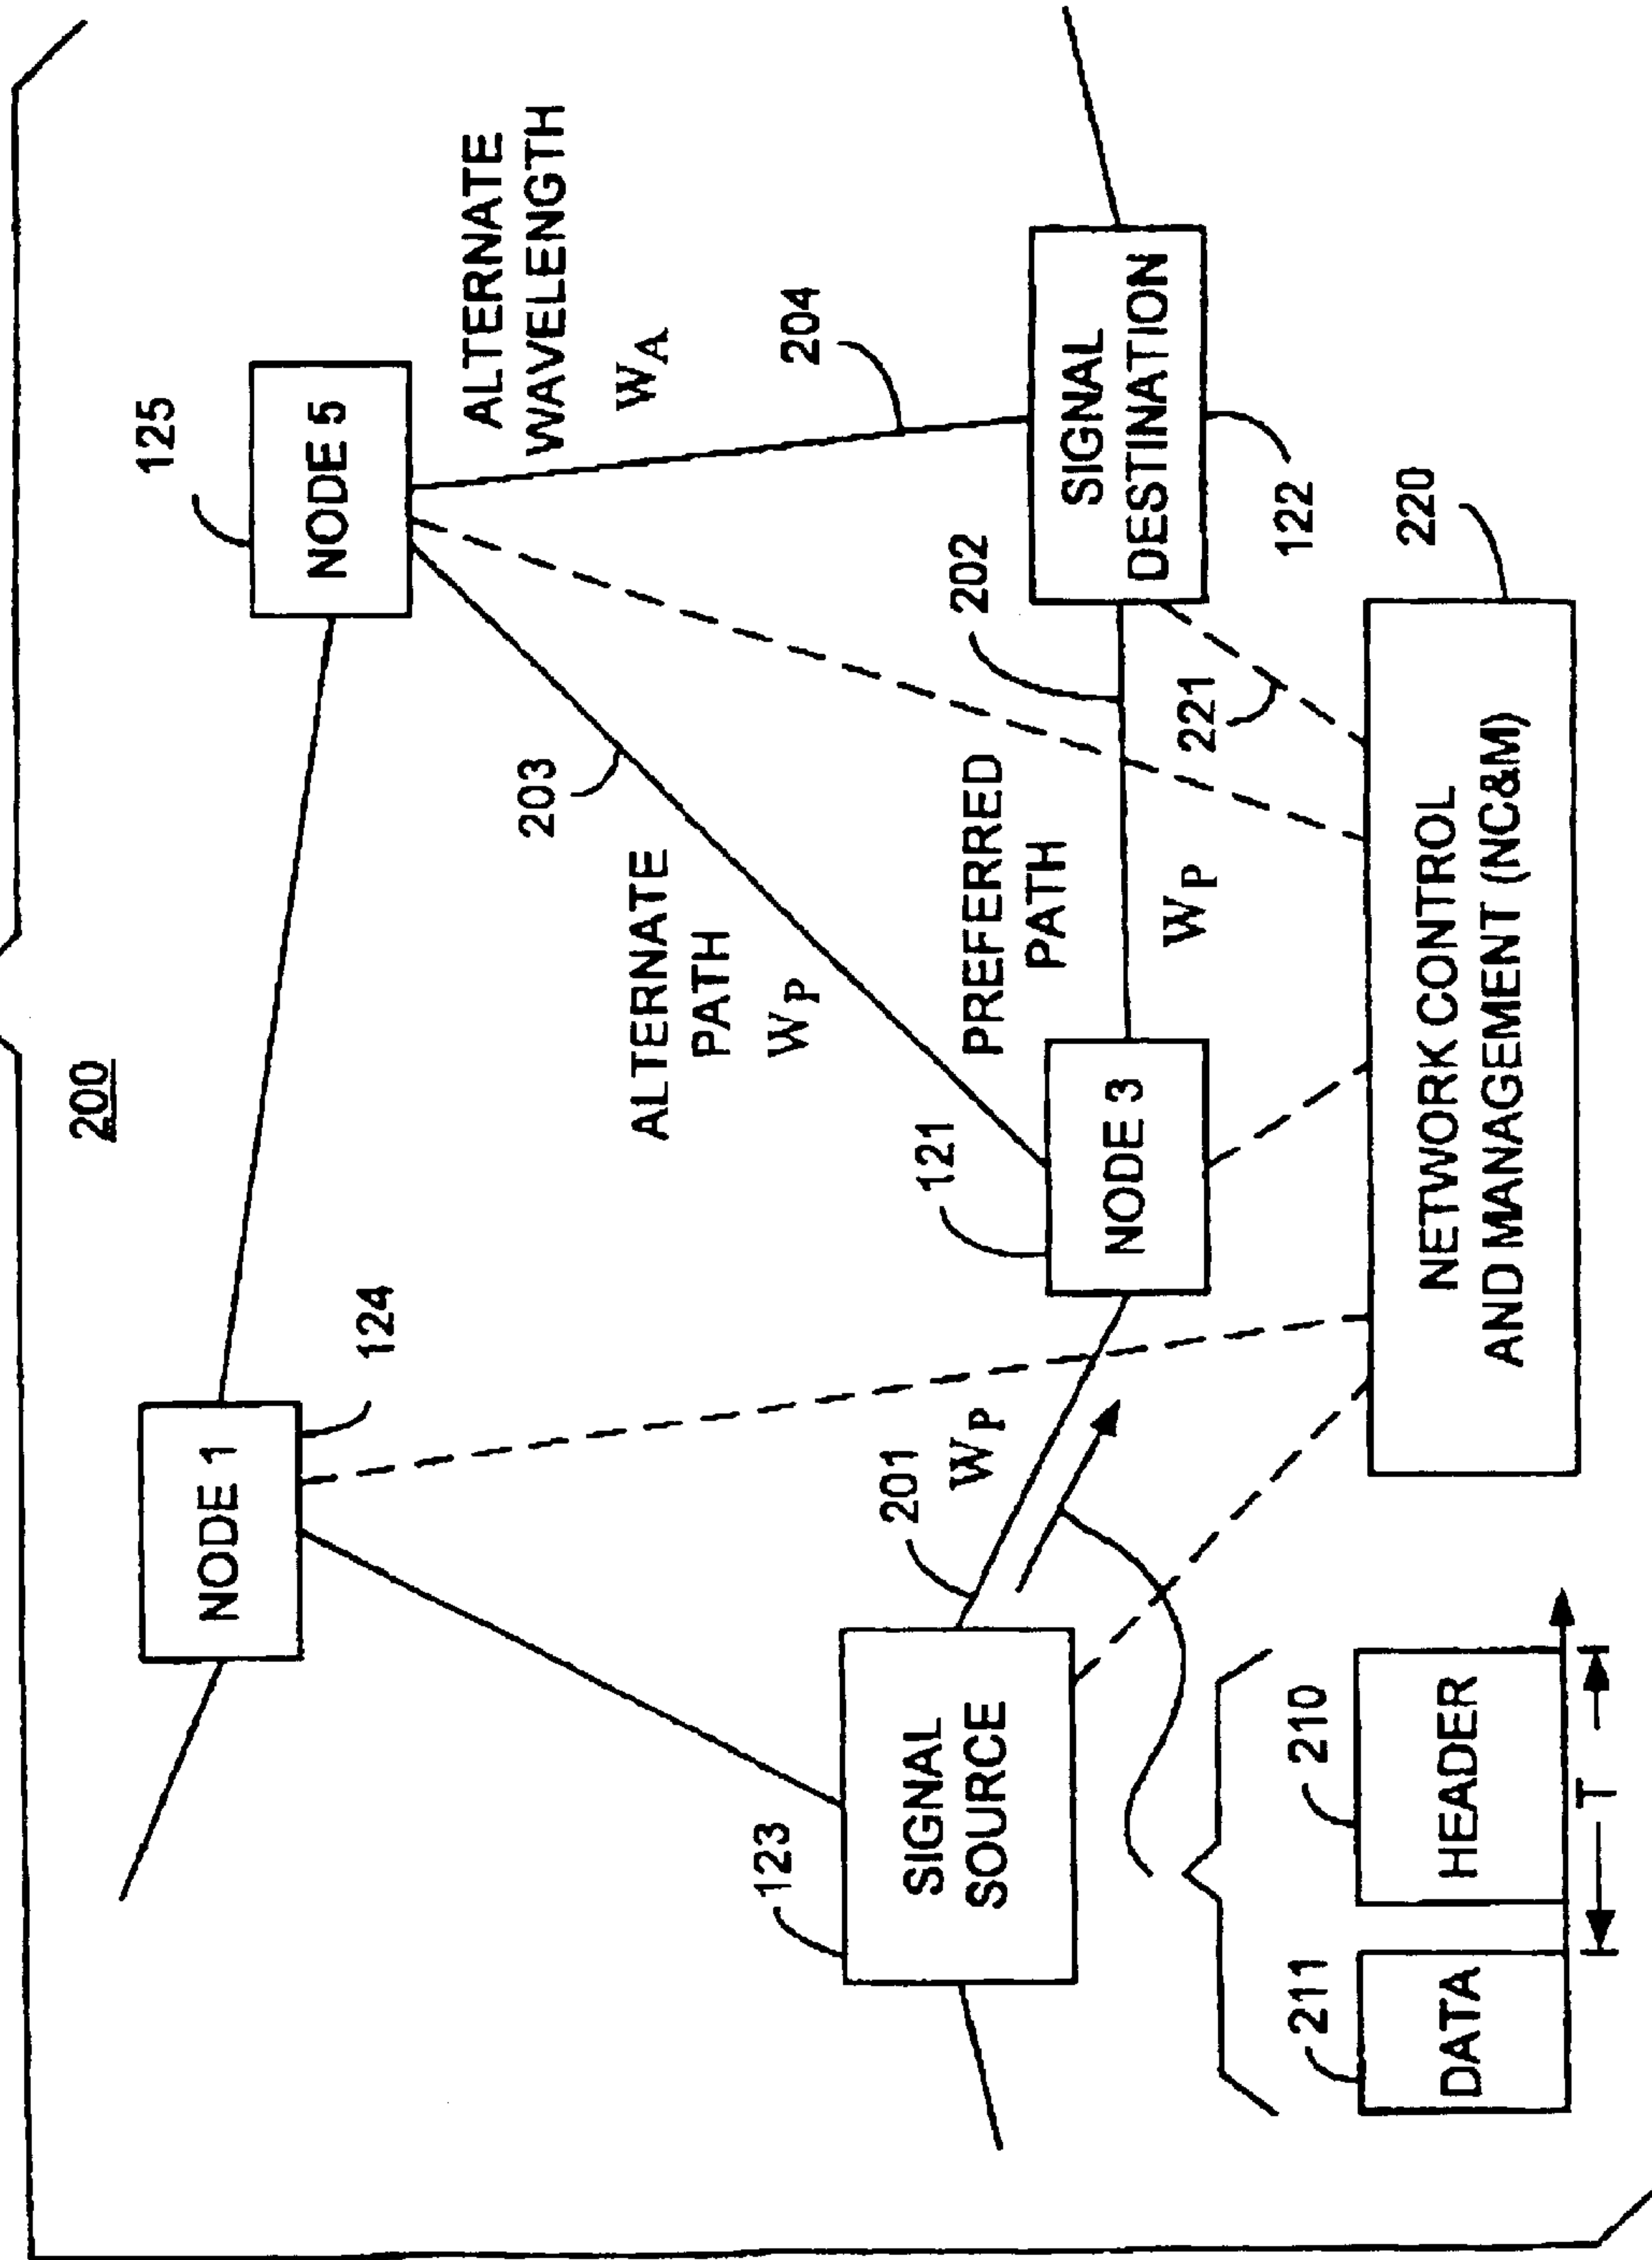 200
125
NODE 5
124
NODE 1
ALTERNATE
WAVELENGTH
WA
203
ALTERNATE
PATH
WP
204
123
SIGNAL
SOURCE
201
WP
121
NODE 3
PREFERRED
PATH
202
WP
SIGNAL
DESTINATION
122
221
220
NETWORK CONTROL
AND MANAGEMENT (NC&M)
211
DATA
210
HEADER
T